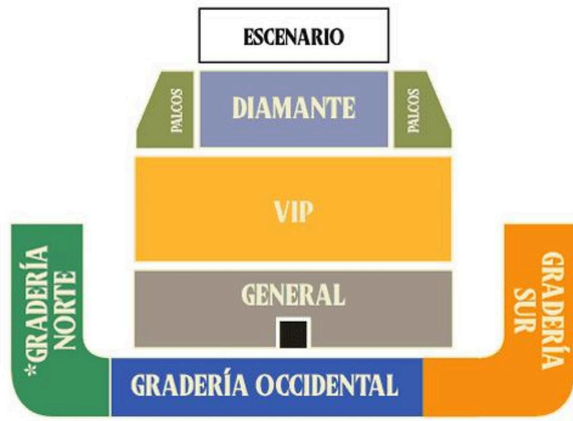 ESCENARIO
PALCOS
DIAMANTE
PALCOS
VIP
GENERAL
*GRADERÍA
NORTE
GRADERÍA
SUR
GRADERÍA OCCIDENTAL